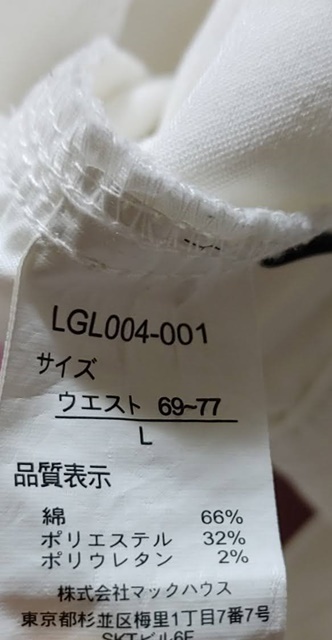 LGL004-001
サイズ
ウエスト 69~77
L
品質表示
綿 66%
ポリエステル 32%
ポリウレタン 2%
株式会社マックハウス
東京都杉並区梅里1丁目7番7号
SKTビル6F